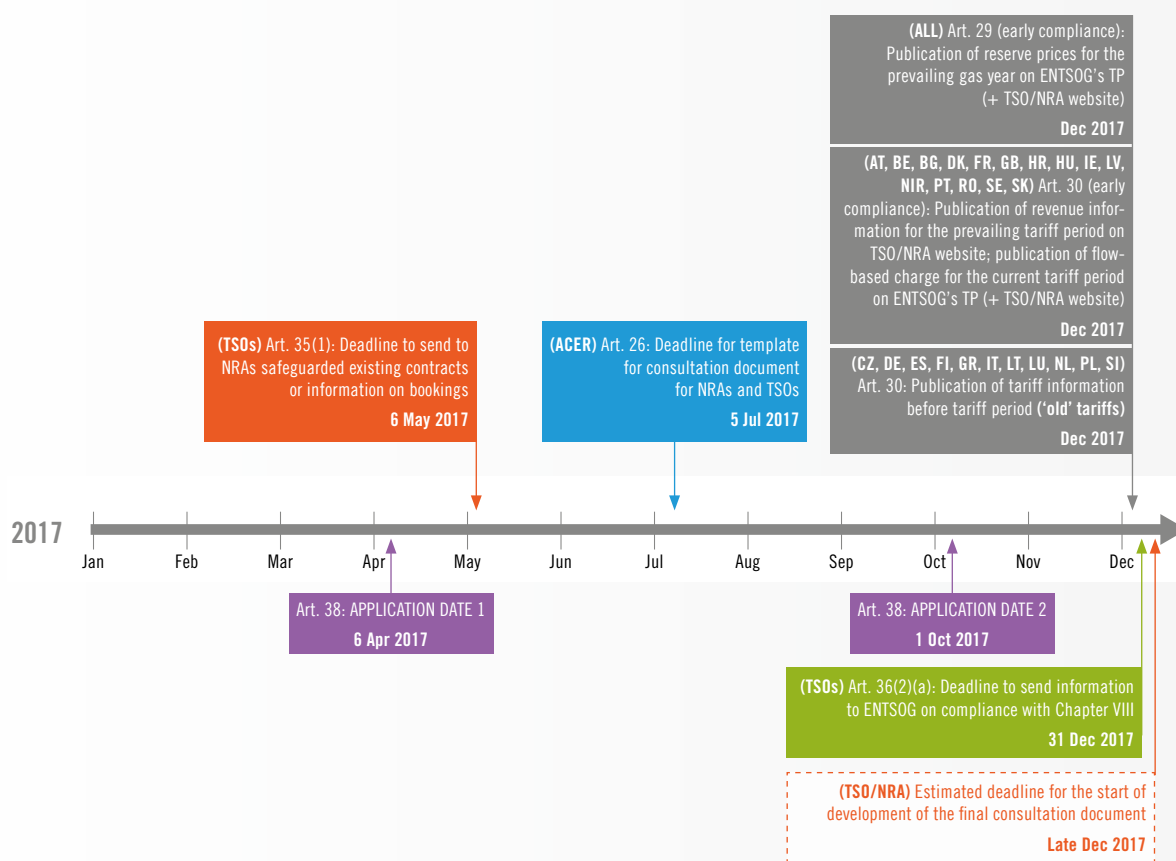 (ALL) Art. 29 (early compliance):
Publication of reserve prices for the
prevailing gas year on ENTSOG's TP
(+ TSO/NRA website)
Dec 2017
(AT, BE, BG, DK, FR, GB, HR, HU, IE, LV,
NIR, PT, RO, SE, SK) Art. 30 (early
compliance): Publication of revenue infor-
mation for the prevailing tariff period on
TSO/NRA website; publication of flow-
based charge for the current tariff period
on ENTSOG's TP (+ TSO/NRA website)
Dec 2017
(CZ, DE, ES, FI, GR, IT, LT, LU, NL, PL, SI)
Art. 30: Publication of tariff information
before tariff period ('old' tariffs)
Dec 2017
(TSOs) Art. 35(1): Deadline to send to
NRAs safeguarded existing contracts
or information on bookings
6 May 2017
(ACER) Art. 26: Deadline for template
for consultation document
for NRAs and TSOs
5 Jul 2017
2017
Jan
Feb
Mar
Apr
May
Jun
Jul
Aug
Sep
Oct
Nov
Dec
Art. 38: APPLICATION DATE 1
6 Apr 2017
Art. 38: APPLICATION DATE 2
1 Oct 2017
(TSOs) Art. 36(2)(a): Deadline to send information
to ENTSOG on compliance with Chapter VIII
31 Dec 2017
(TSO/NRA) Estimated deadline for the start of
development of the final consultation document
Late Dec 2017